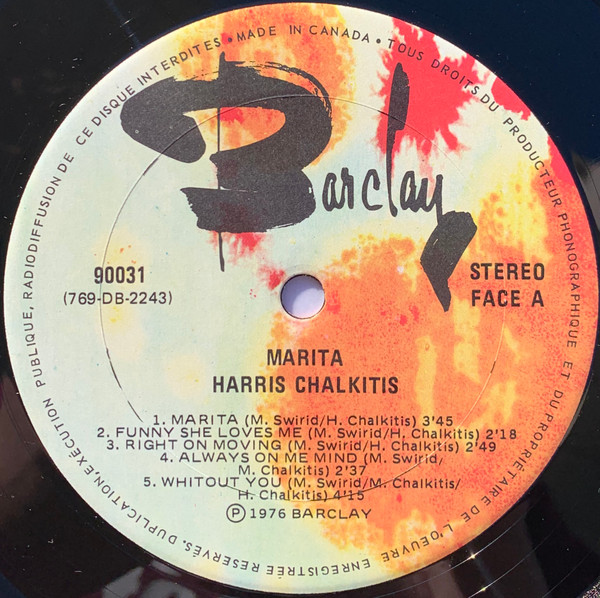 TOUS DROITS DU PRODUCTEUR PHONOGRAPHIQUE ET DU PROPRIÉTAIRE DE L'OEUVRE ENREGISTRÉE RESERVÉS. DUPLICATION, EXECUTION PUBLIQUE, RADIODIFFUSION DE CE DISQUE INTERDITES • MADE IN CANADA •
Barclay
90031
(769-DB-2243)
STEREO
FACE A
MARITA
HARRIS CHALKITIS
1. MARITA (M. Swirid/H. Chalkitis) 3'45
2. FUNNY SHE LOVES ME (M. Swirid/H. Chalkitis) 2'18
3. RIGHT ON MOVING (M. Swirid/H. Chalkitis) 2'49
4. ALWAYS ON ME MIND (M. Swirid/
M. Chalkitis) 2'37
5. WHITOUT YOU (M. Swirid/M. Chalkitis/
H. Chalkitis) 4'15
Ⓟ 1976 BARCLAY